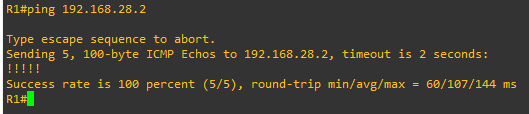 R1#ping 192.168.28.2
Type escape sequence to abort.
Sending 5, 100-byte ICMP Echos to 192.168.28.2, timeout is 2 seconds:
!!!!!
Success rate is 100 percent (5/5), round-trip min/avg/max = 60/107/144 ms
R1#